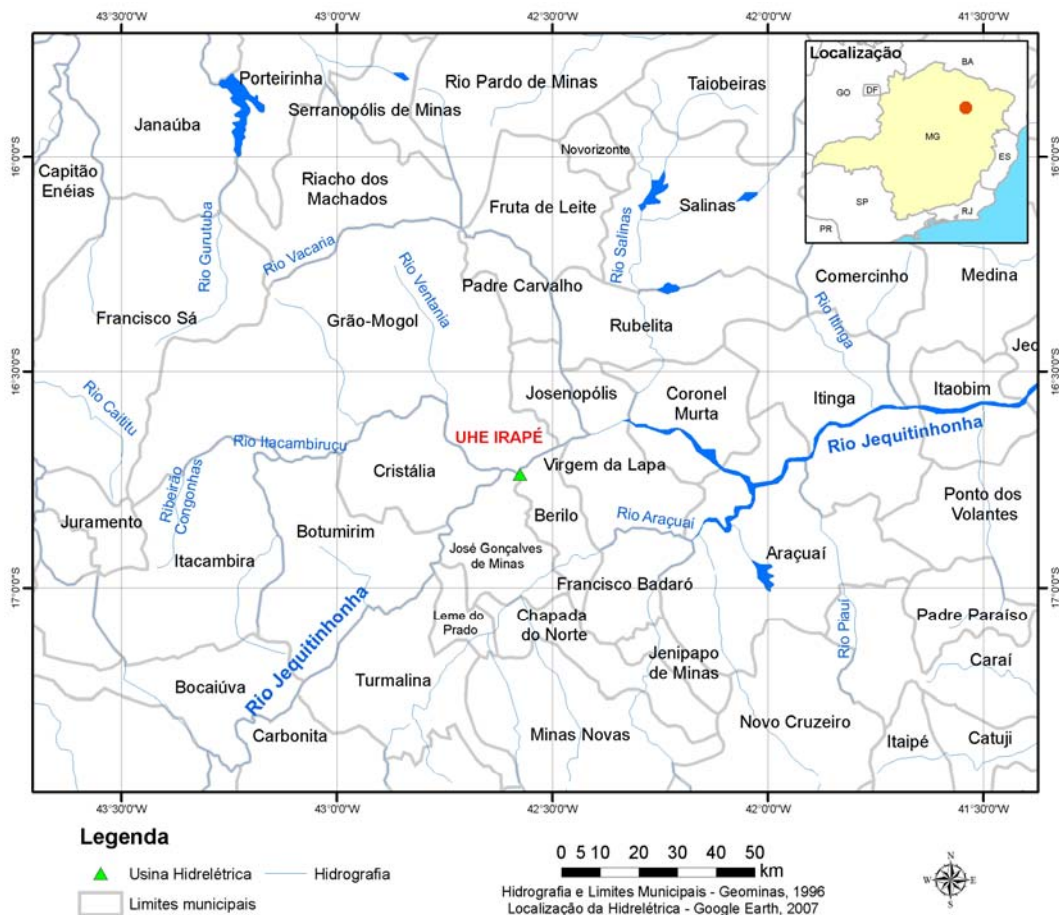 43°30'0"W
43°0'0"W
42°30'0"W
42°0'0"W
41°30'0"W
Localização
BA
GO
DF
MG
ES
SP
RJ
PR
Porteirinha
Rio Pardo de Minas
Taiobeiras
Serranopólis de Minas
Janaúba
16°0'0"S
16°0'0"S
Novorizonte
Capitão
Enéias
Riacho dos
Machados
Fruta de Leite
Salinas
Rio Salinas
Rio Gurutuba
Rio Vacaria
Rio Ventania
Padre Carvalho
Comercinho
Medina
Francisco Sá
Grão-Mogol
Rubelita
Rio Itinga
Jec
16°30'0"S
16°30'0"S
Rio Caititu
Josenopólis
Coronel
Murta
Itinga
Itaobim
Rio Itacambiruçu
UHE IRAPÉ
Rio Jequitinhonha
Cristália
Virgem da Lapa
Ribeirão
Congonhas
Juramento
Botumirim
Berilo
Rio Araçuaí
Ponto dos
Volantes
Itacambira
José Gonçalves
de Minas
Araçuaí
Francisco Badaró
17°0'0"S
17°0'0"S
Rio Jequitinhonha
Leme do
Prado
Chapada
do Norte
Rio Piauí
Padre Paraíso
Jenipapo
de Minas
Caraí
Bocaiúva
Turmalina
Carbonita
Minas Novas
Novo Cruzeiro
Itaipé
Catuji
43°30'0"W
43°0'0"W
42°30'0"W
42°0'0"W
41°30'0"W
Legenda
Usina Hidrelétrica
Hidrografia
Limites municipais
0 5 10 20 30 40 50
km
Hidrografia e Limites Municipais - Geominas, 1996
Localização da Hidrelétrica - Google Earth, 2007
N
W
E
S